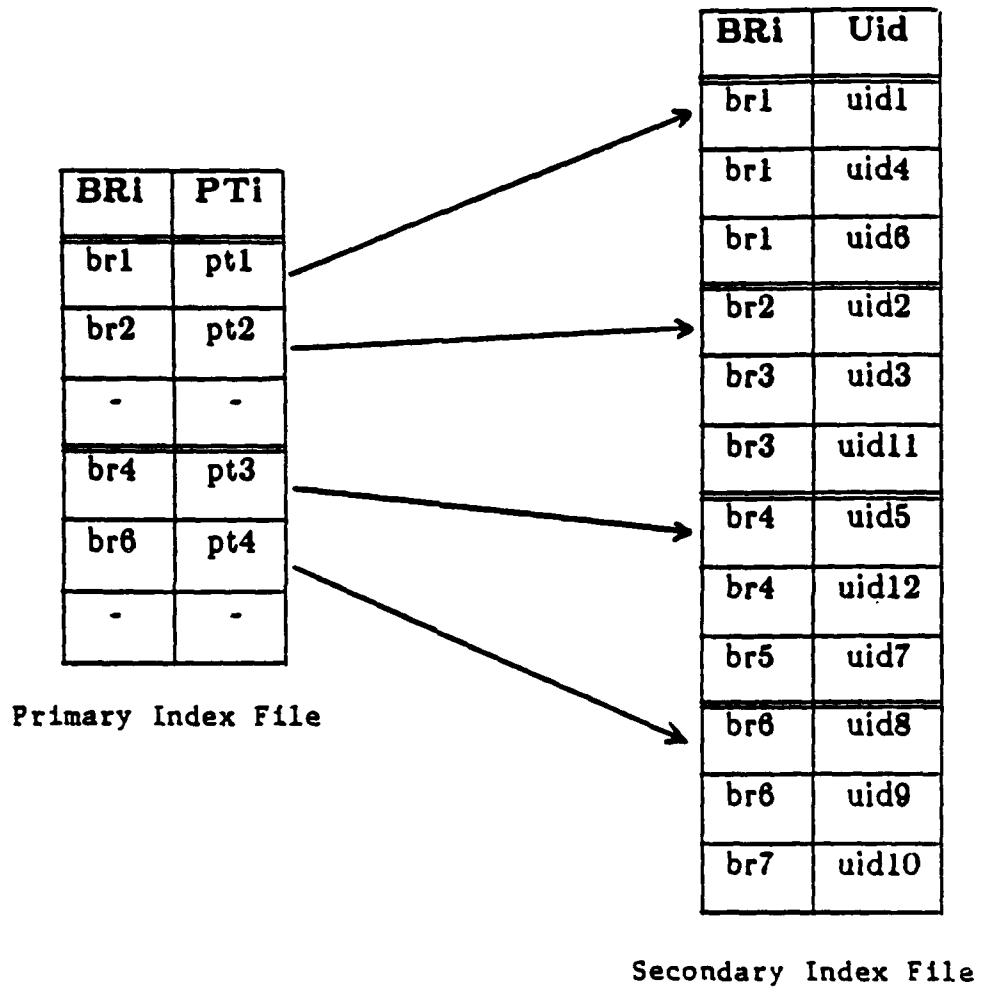 BRi PTi
br1 pt1
br2 pt2
- -
br4 pt3
br6 pt4
- -
Primary Index File
BRi Uid
br1 uid1
br1 uid4
br1 uid6
br2 uid2
br3 uid3
br3 uid11
br4 uid5
br4 uid12
br5 uid7
br6 uid8
br6 uid9
br7 uid10
Secondary Index File